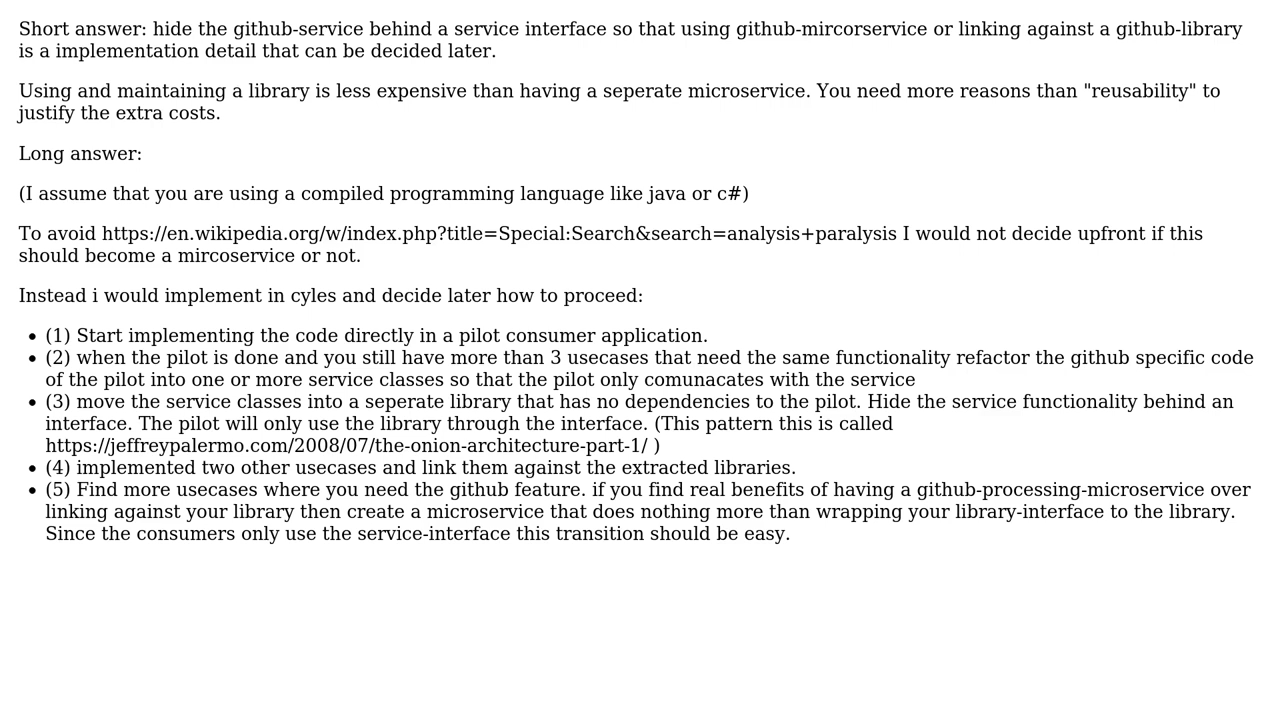 Short answer: hide the github-service behind a service interface so that using github-mircorservice or linking against a github-library
is a implementation detail that can be decided later.
Using and maintaining a library is less expensive than having a seperate microservice. You need more reasons than "reusability" to
justify the extra costs.
Long answer:
(I assume that you are using a compiled programming language like java or c#)
To avoid https://en.wikipedia.org/w/index.php?title=Special:Search&search=analysis+paralysis I would not decide upfront if this
should become a mircoservice or not.
Instead i would implement in cyles and decide later how to proceed:
• (1) Start implementing the code directly in a pilot consumer application.
• (2) when the pilot is done and you still have more than 3 usecases that need the same functionality refactor the github specific code
of the pilot into one or more service classes so that the pilot only comunacates with the service
• (3) move the service classes into a seperate library that has no dependencies to the pilot. Hide the service functionality behind an
interface. The pilot will only use the library through the interface. (This pattern this is called
https://jeffreypalermo.com/2008/07/the-onion-architecture-part-1/ )
• (4) implemented two other usecases and link them against the extracted libraries.
• (5) Find more usecases where you need the github feature. if you find real benefits of having a github-processing-microservice over
linking against your library then create a microservice that does nothing more than wrapping your library-interface to the library.
Since the consumers only use the service-interface this transition should be easy.